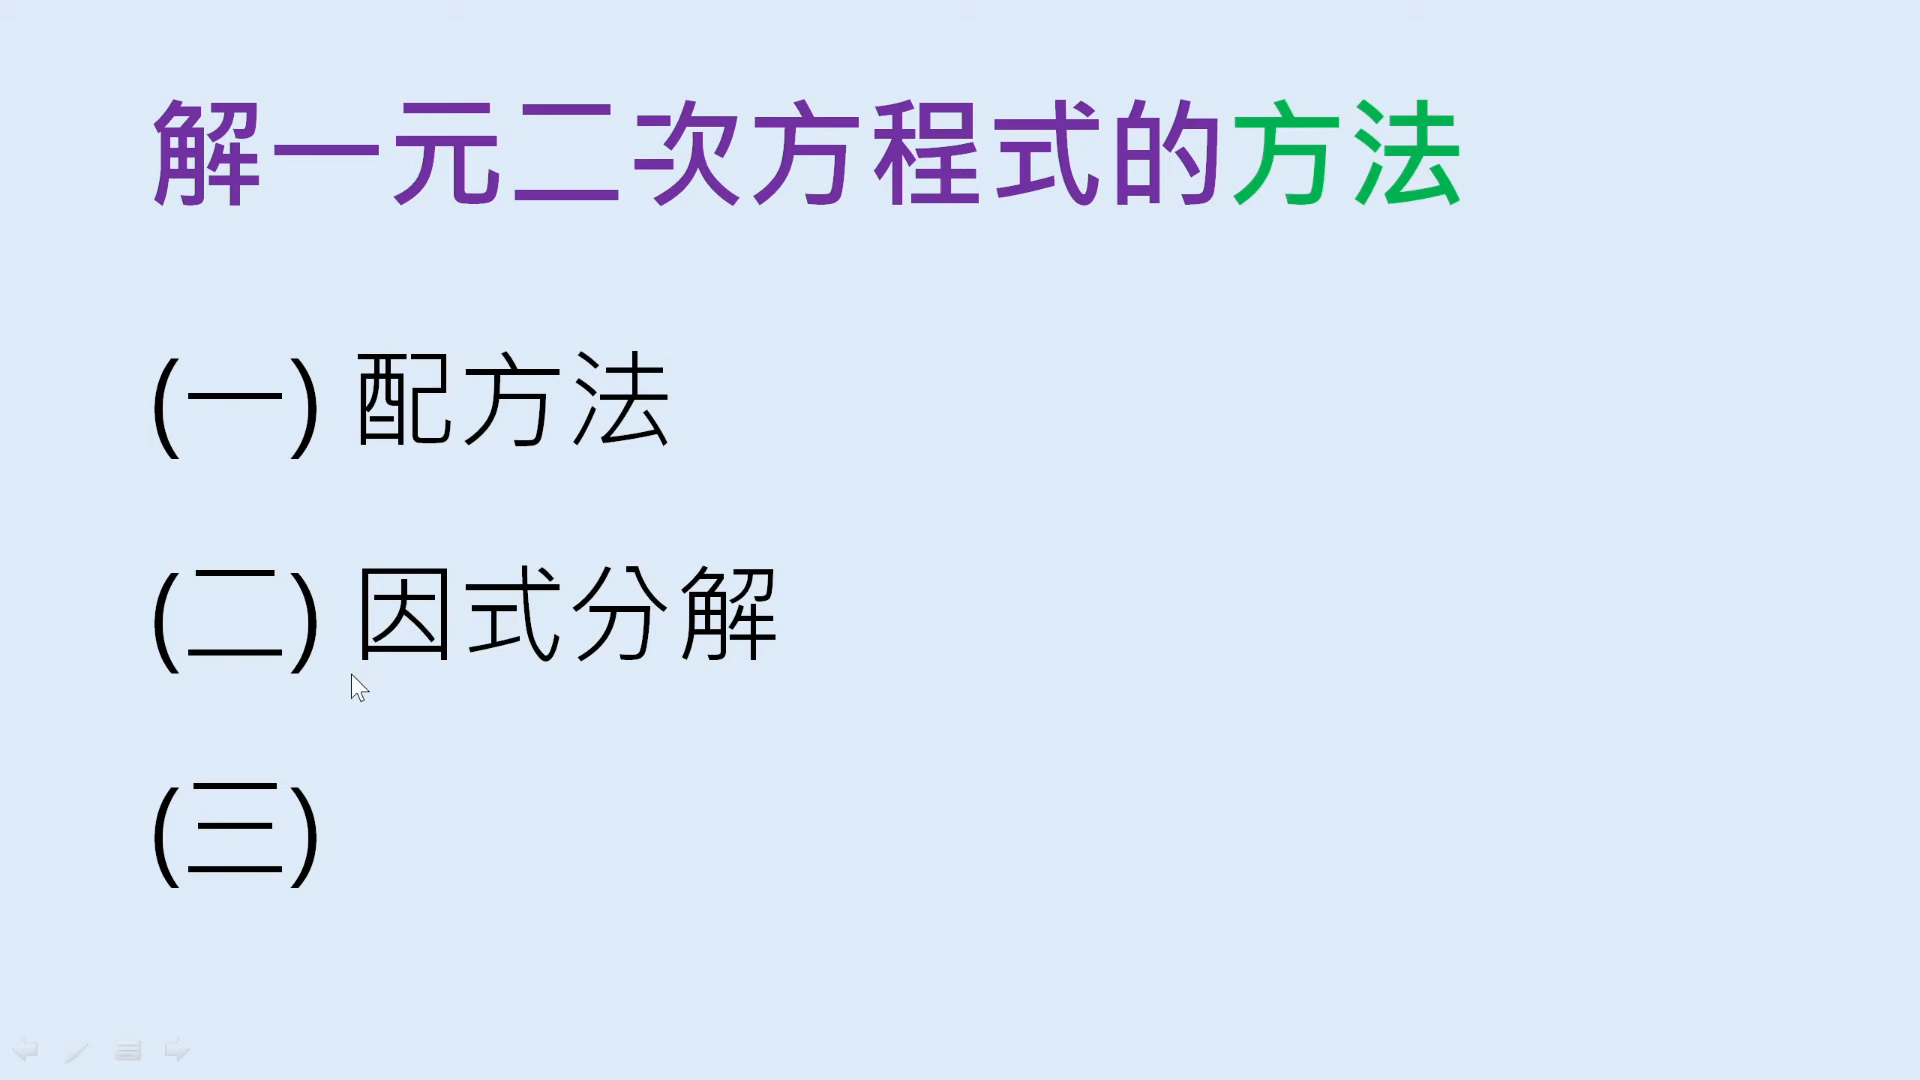 解一元二次方程式的方法
(一) 配方法
(二) 因式分解
(三)